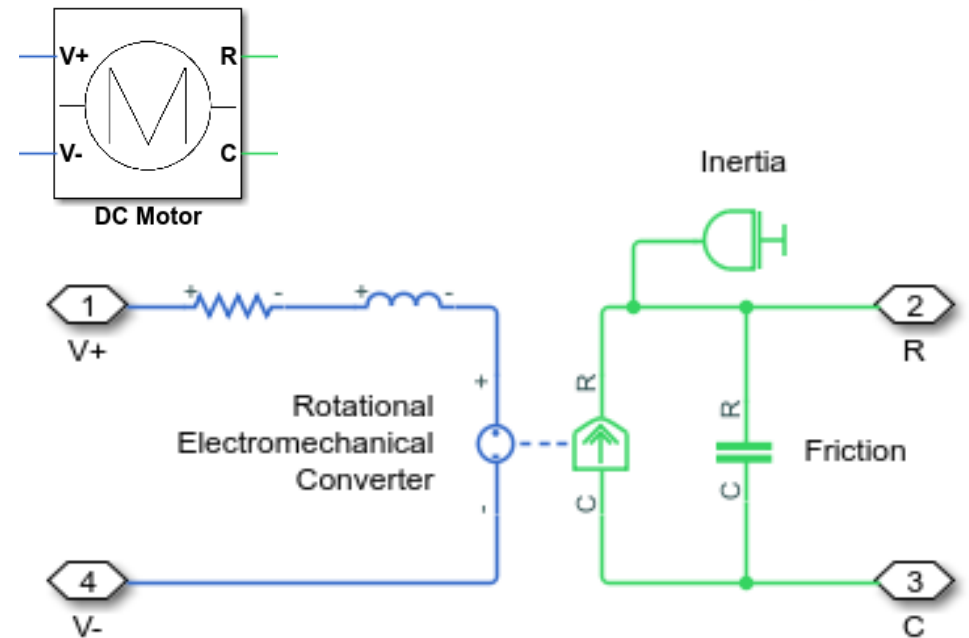 V+
R
V-
C
DC Motor
Inertia
1
V+
+
-
+
-
2
R
+
R
R
Rotational
Electromechanical
Converter
Friction
-
C
C
4
V-
3
C